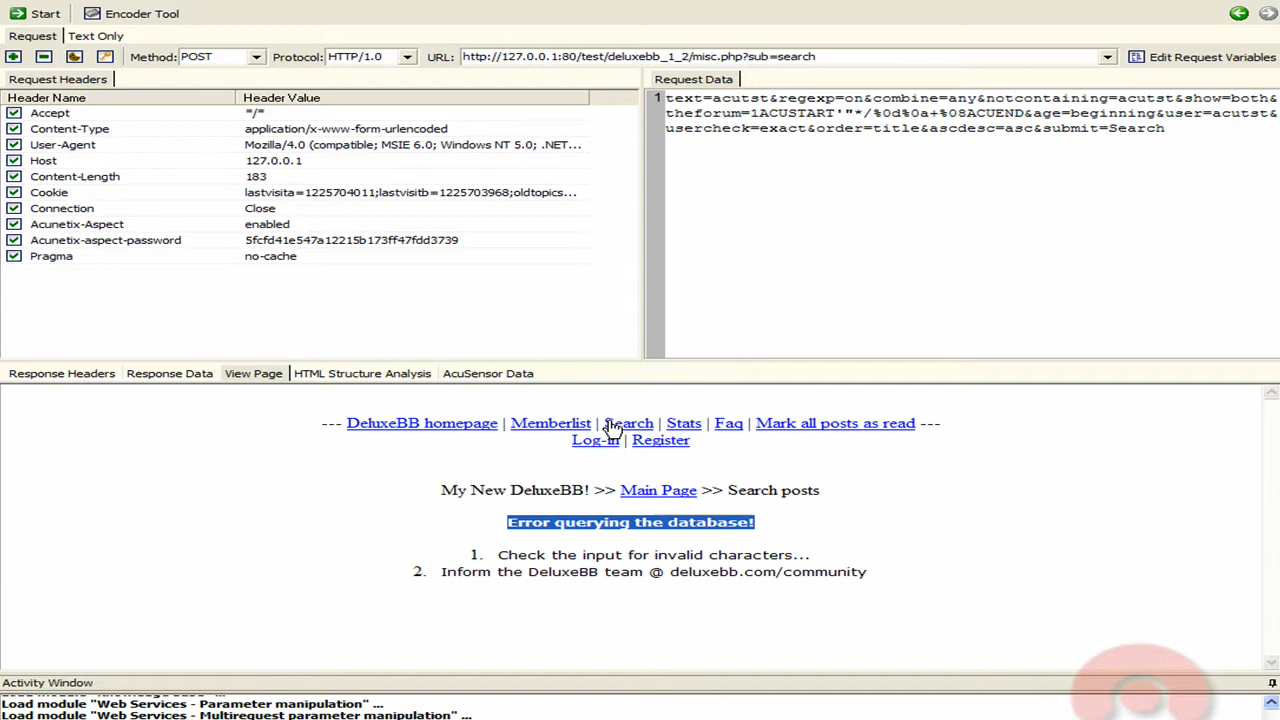 Start
Encoder Tool
Request
Text Only
Method: POST
Protocol: HTTP/1.0
URL: http://127.0.0.1:80/test/deluxebb_1_2/misc.php?sub=search
Edit Request Variables
Request Headers
Header Name Header Value
Accept */*
Content-Type application/x-www-form-urlencoded
User-Agent Mozilla/4.0 (compatible; MSIE 6.0; Windows NT 5.0; .NET...
Host 127.0.0.1
Content-Length 183
Cookie lastvisita=1225704011;lastvisitb=1225703968;oldtopics...
Connection Close
Acunetix-Aspect enabled
Acunetix-aspect-password 5fcfd41e547a12215b173ff47fdd3739
Pragma no-cache
Request Data
1 text=acutst&regexp=on&combine=any&notcontaining=acutst&show=both&
theforum=1ACUSTART'"*/%0d%0a+%08ACUEND&age=beginning&user=acutst&
usercheck=exact&order=title&ascdesc=asc&submit=Search
Response Headers
Response Data
View Page
HTML Structure Analysis
AcuSensor Data
--- DeluxeBB homepage | Memberlist | Search | Stats | Faq | Mark all posts as read ---
Log-in | Register
My New DeluxeBB! >> Main Page >> Search posts
Error querying the database!
1. Check the input for invalid characters...
2. Inform the DeluxeBB team @ deluxebb.com/community
Activity Window
Load module "Web Services - Parameter manipulation" ...
Load module "Web Services - Multirequest parameter manipulation" ...